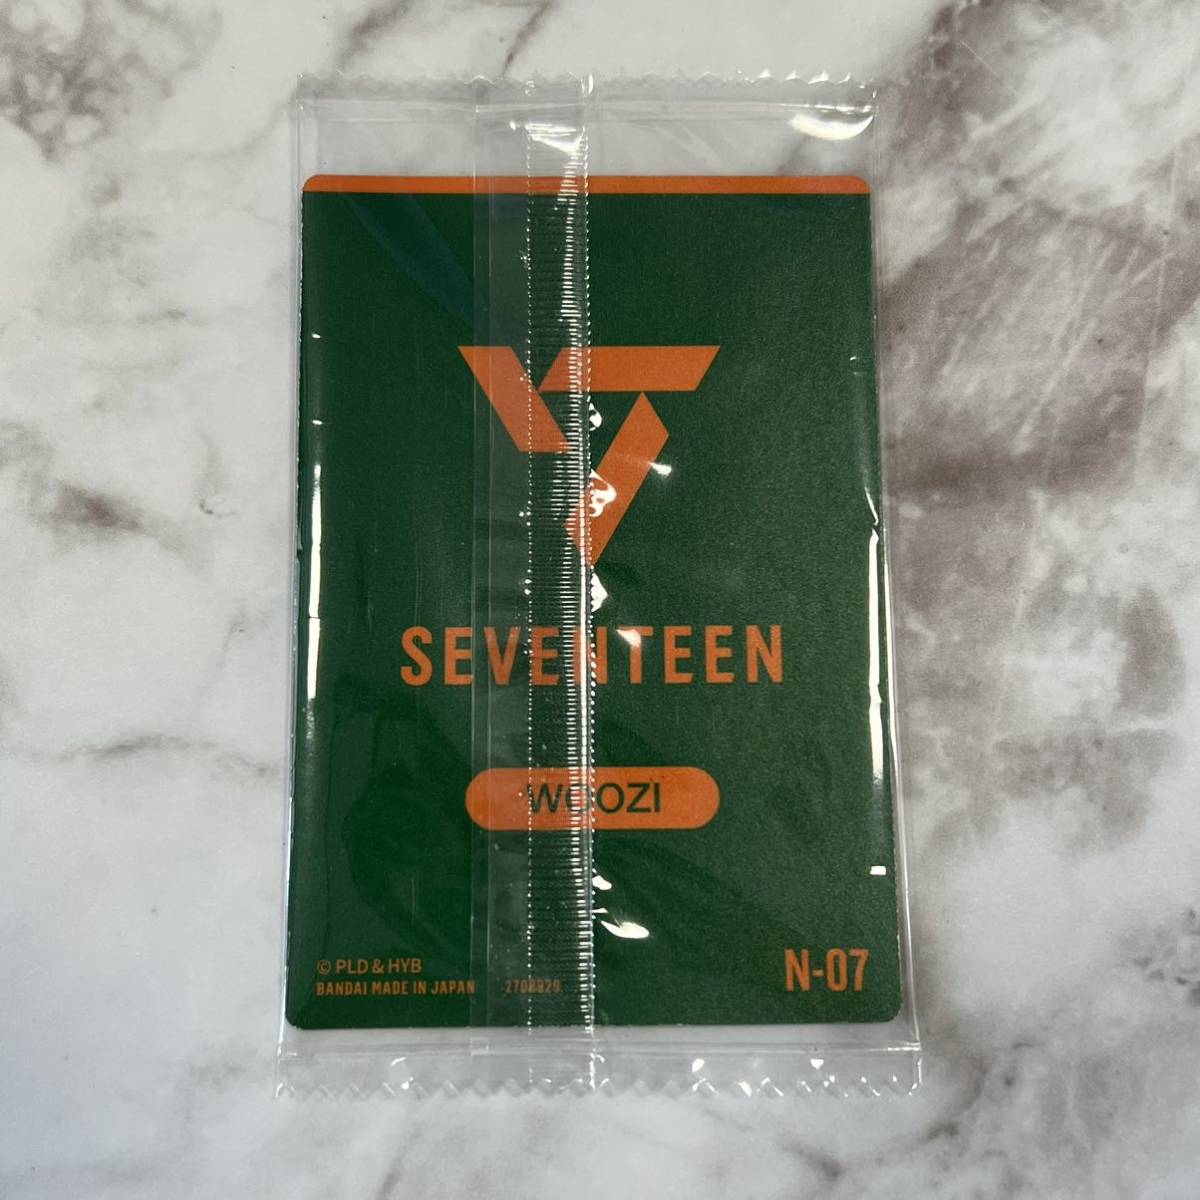 SEVENTEEN
WOOZI
© PLD & HYB
BANDAI MADE IN JAPAN
N-07